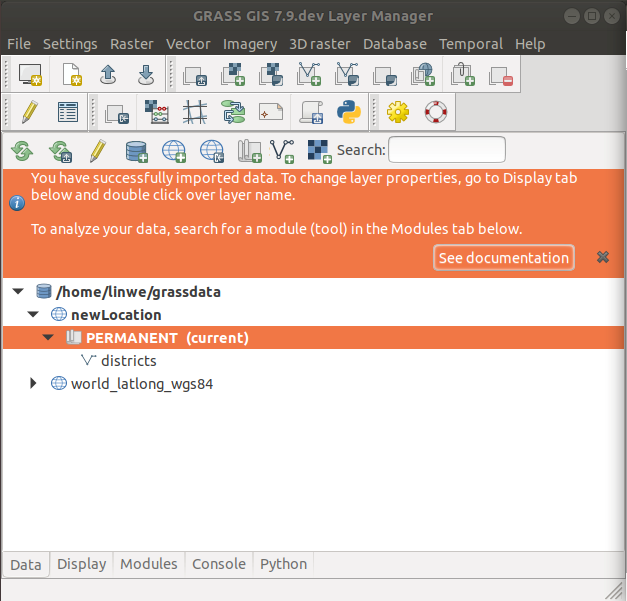 GRASS GIS 7.9.dev Layer Manager
File Settings Raster Vector Imagery 3D raster Database Temporal Help
Search:
You have successfully imported data. To change layer properties, go to Display tab
below and double click over layer name.
To analyze your data, search for a module (tool) in the Modules tab below.
See documentation
/home/linwe/grassdata
newLocation
PERMANENT (current)
districts
world_latlong_wgs84
Data Display Modules Console Python